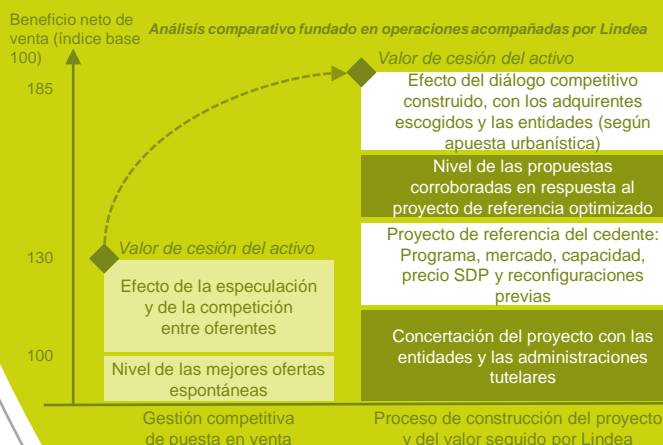 Beneficio neto de
venta (índice base
100)
Análisis comparativo fundado en operaciones acompañadas por Lindea
185
130
100
Valor de cesión del activo
Efecto de la especulación
y de la competición
entre oferentes
Nivel de las mejores ofertas
espontáneas
Gestión competitiva
de puesta en venta
Valor de cesión del activo
Efecto del diálogo competitivo
construido, con los adquirentes
escogidos y las entidades (según
apuesta urbanística)
Nivel de las propuestas
corroboradas en respuesta al
proyecto de referencia optimizado
Proyecto de referencia del cedente:
Programa, mercado, capacidad,
precio SDP y reconfiguraciones
previas
Concertación del proyecto con las
entidades y las administraciones
tutelares
Proceso de construcción del proyecto
y del valor seguido por Lindea